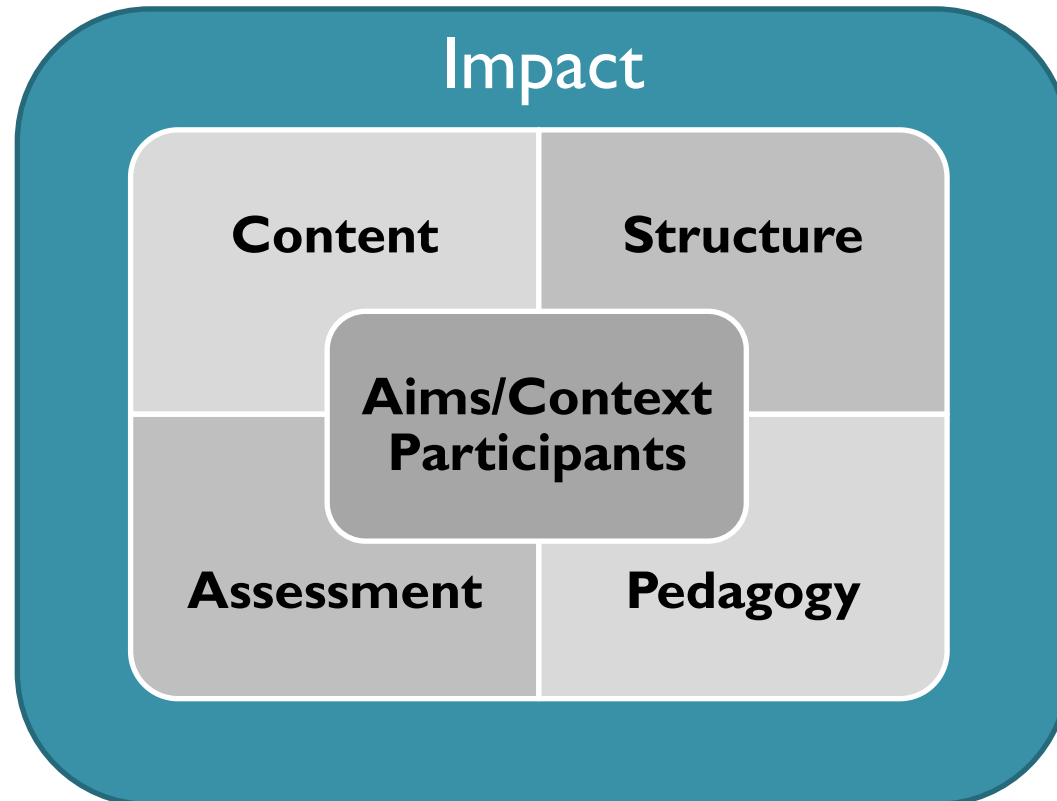 Impact
Content
Structure
Aims/Context
Participants
Assessment
Pedagogy